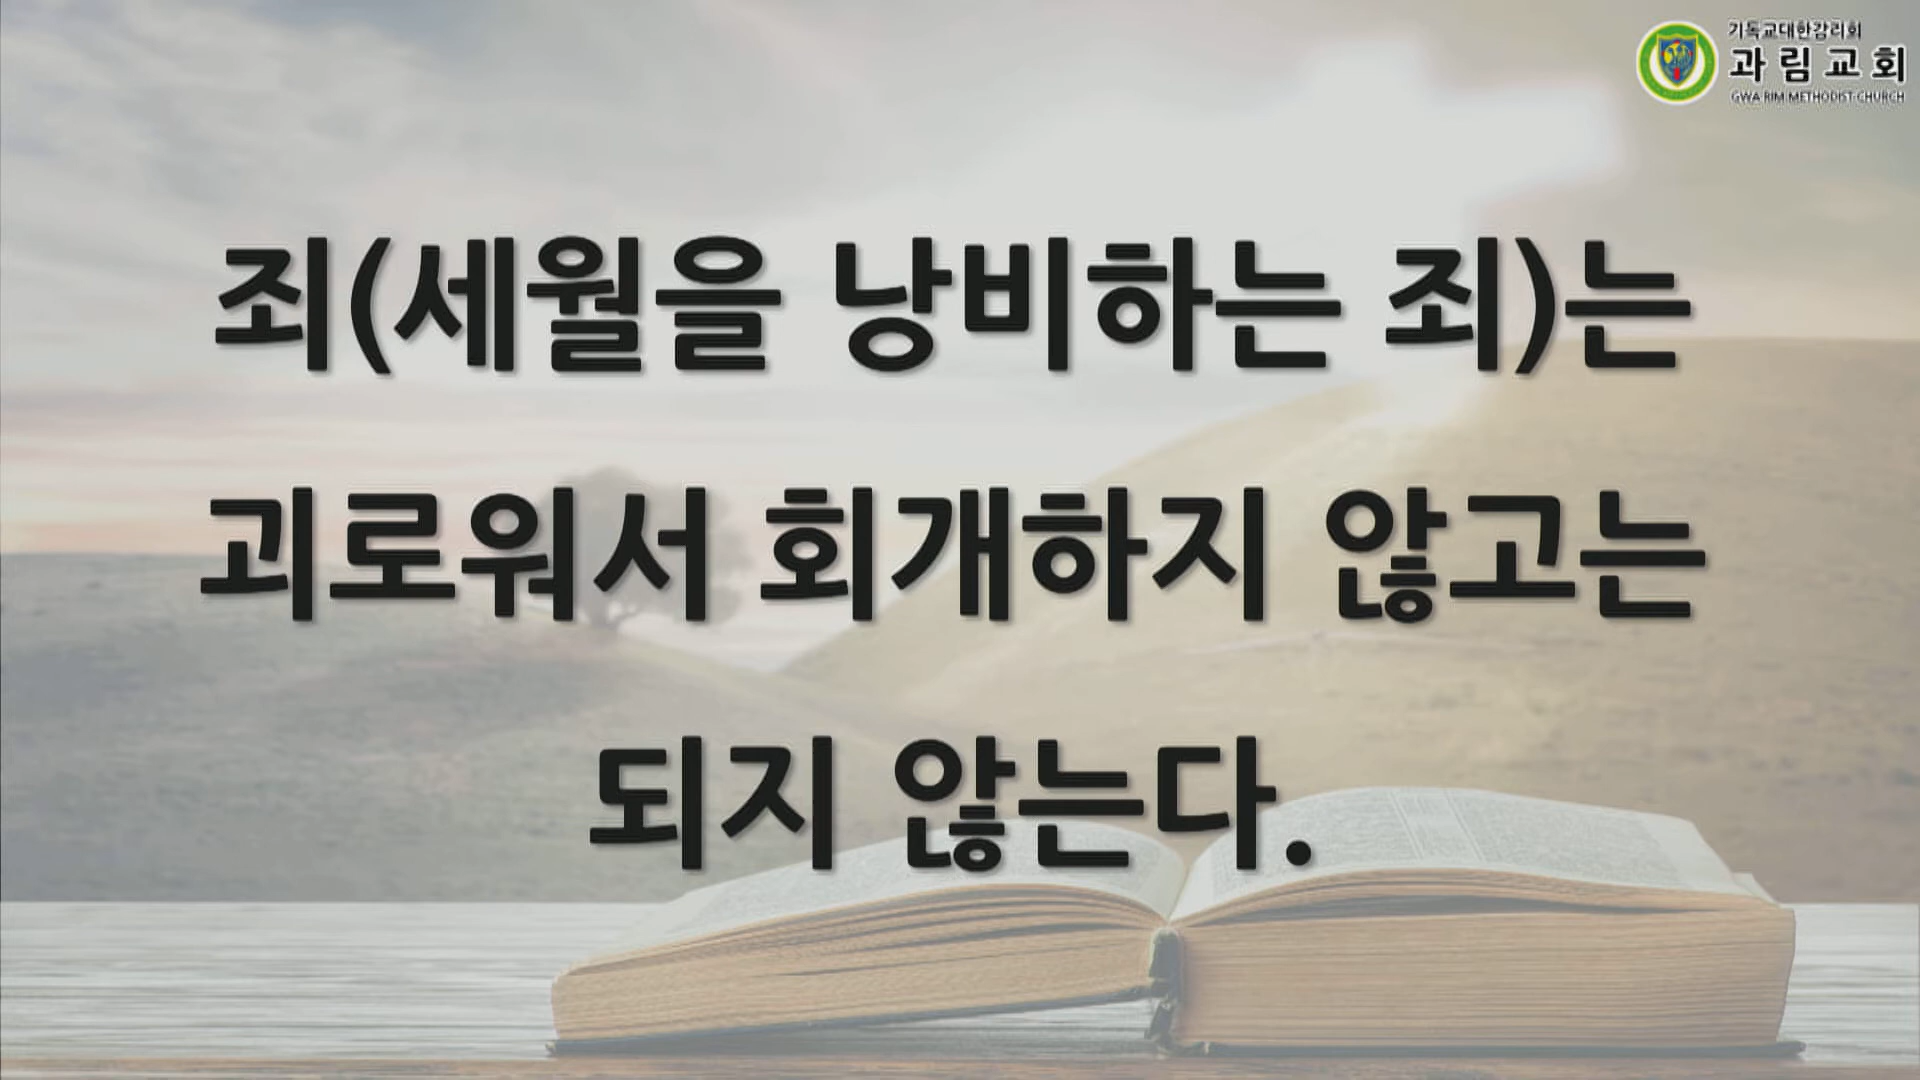 기독교대한감리회
과림교회
GWA RIM METHODIST CHURCH
죄(세월을 낭비하는 죄)는
괴로워서 회개하지 않고는
되지 않는다.